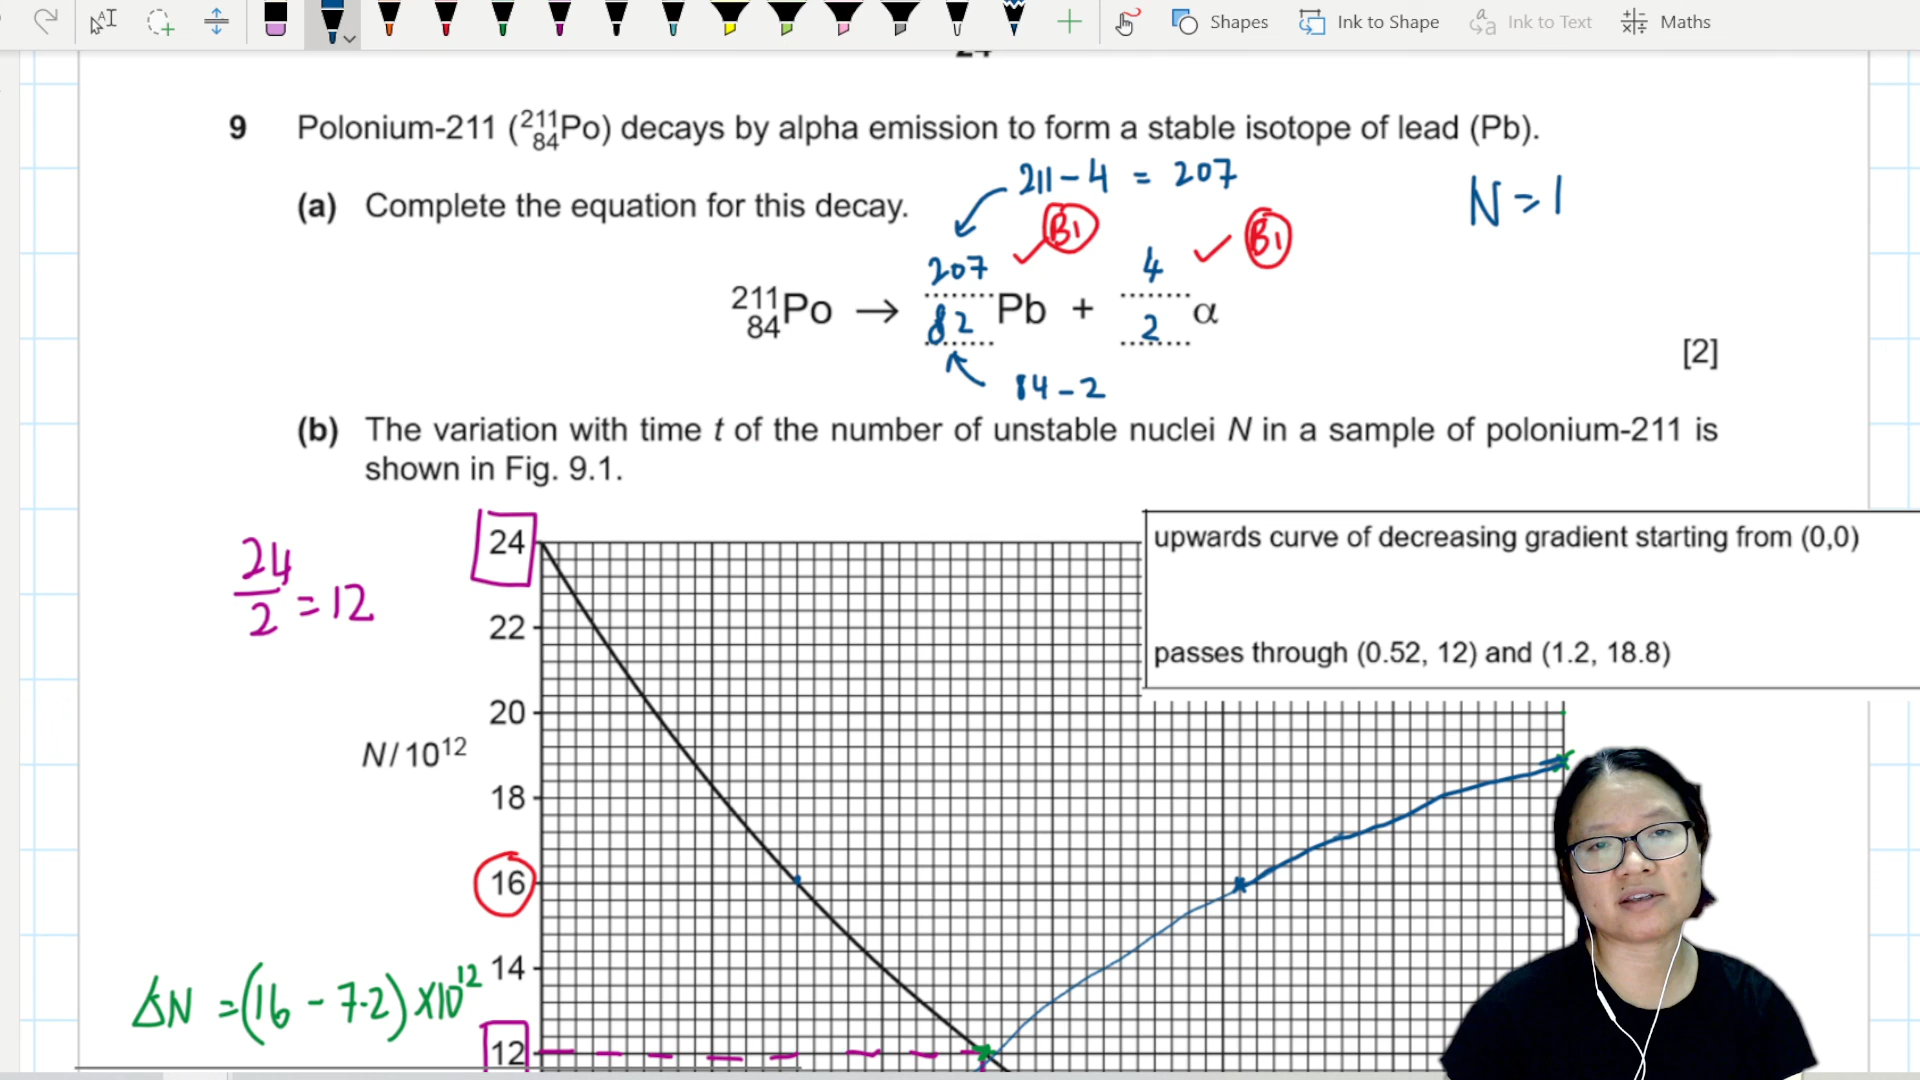 Shapes
Ink to Shape
Ink to Text
Maths
24
9 Polonium-211 (²¹¹₈₄Po) decays by alpha emission to form a stable isotope of lead (Pb).
211 - 4 = 207
N = 1
(a) Complete the equation for this decay.
B1
B1
207
4
²¹¹₈₄Po → Pb + α
82
2
[2]
84 - 2
(b) The variation with time t of the number of unstable nuclei N in a sample of polonium-211 is
shown in Fig. 9.1.
24/2 = 12
24
upwards curve of decreasing gradient starting from (0,0)
22
passes through (0.52, 12) and (1.2, 18.8)
20
N / 10¹²
18
16
14
ΔN = (16 - 7.2) × 10¹²
12